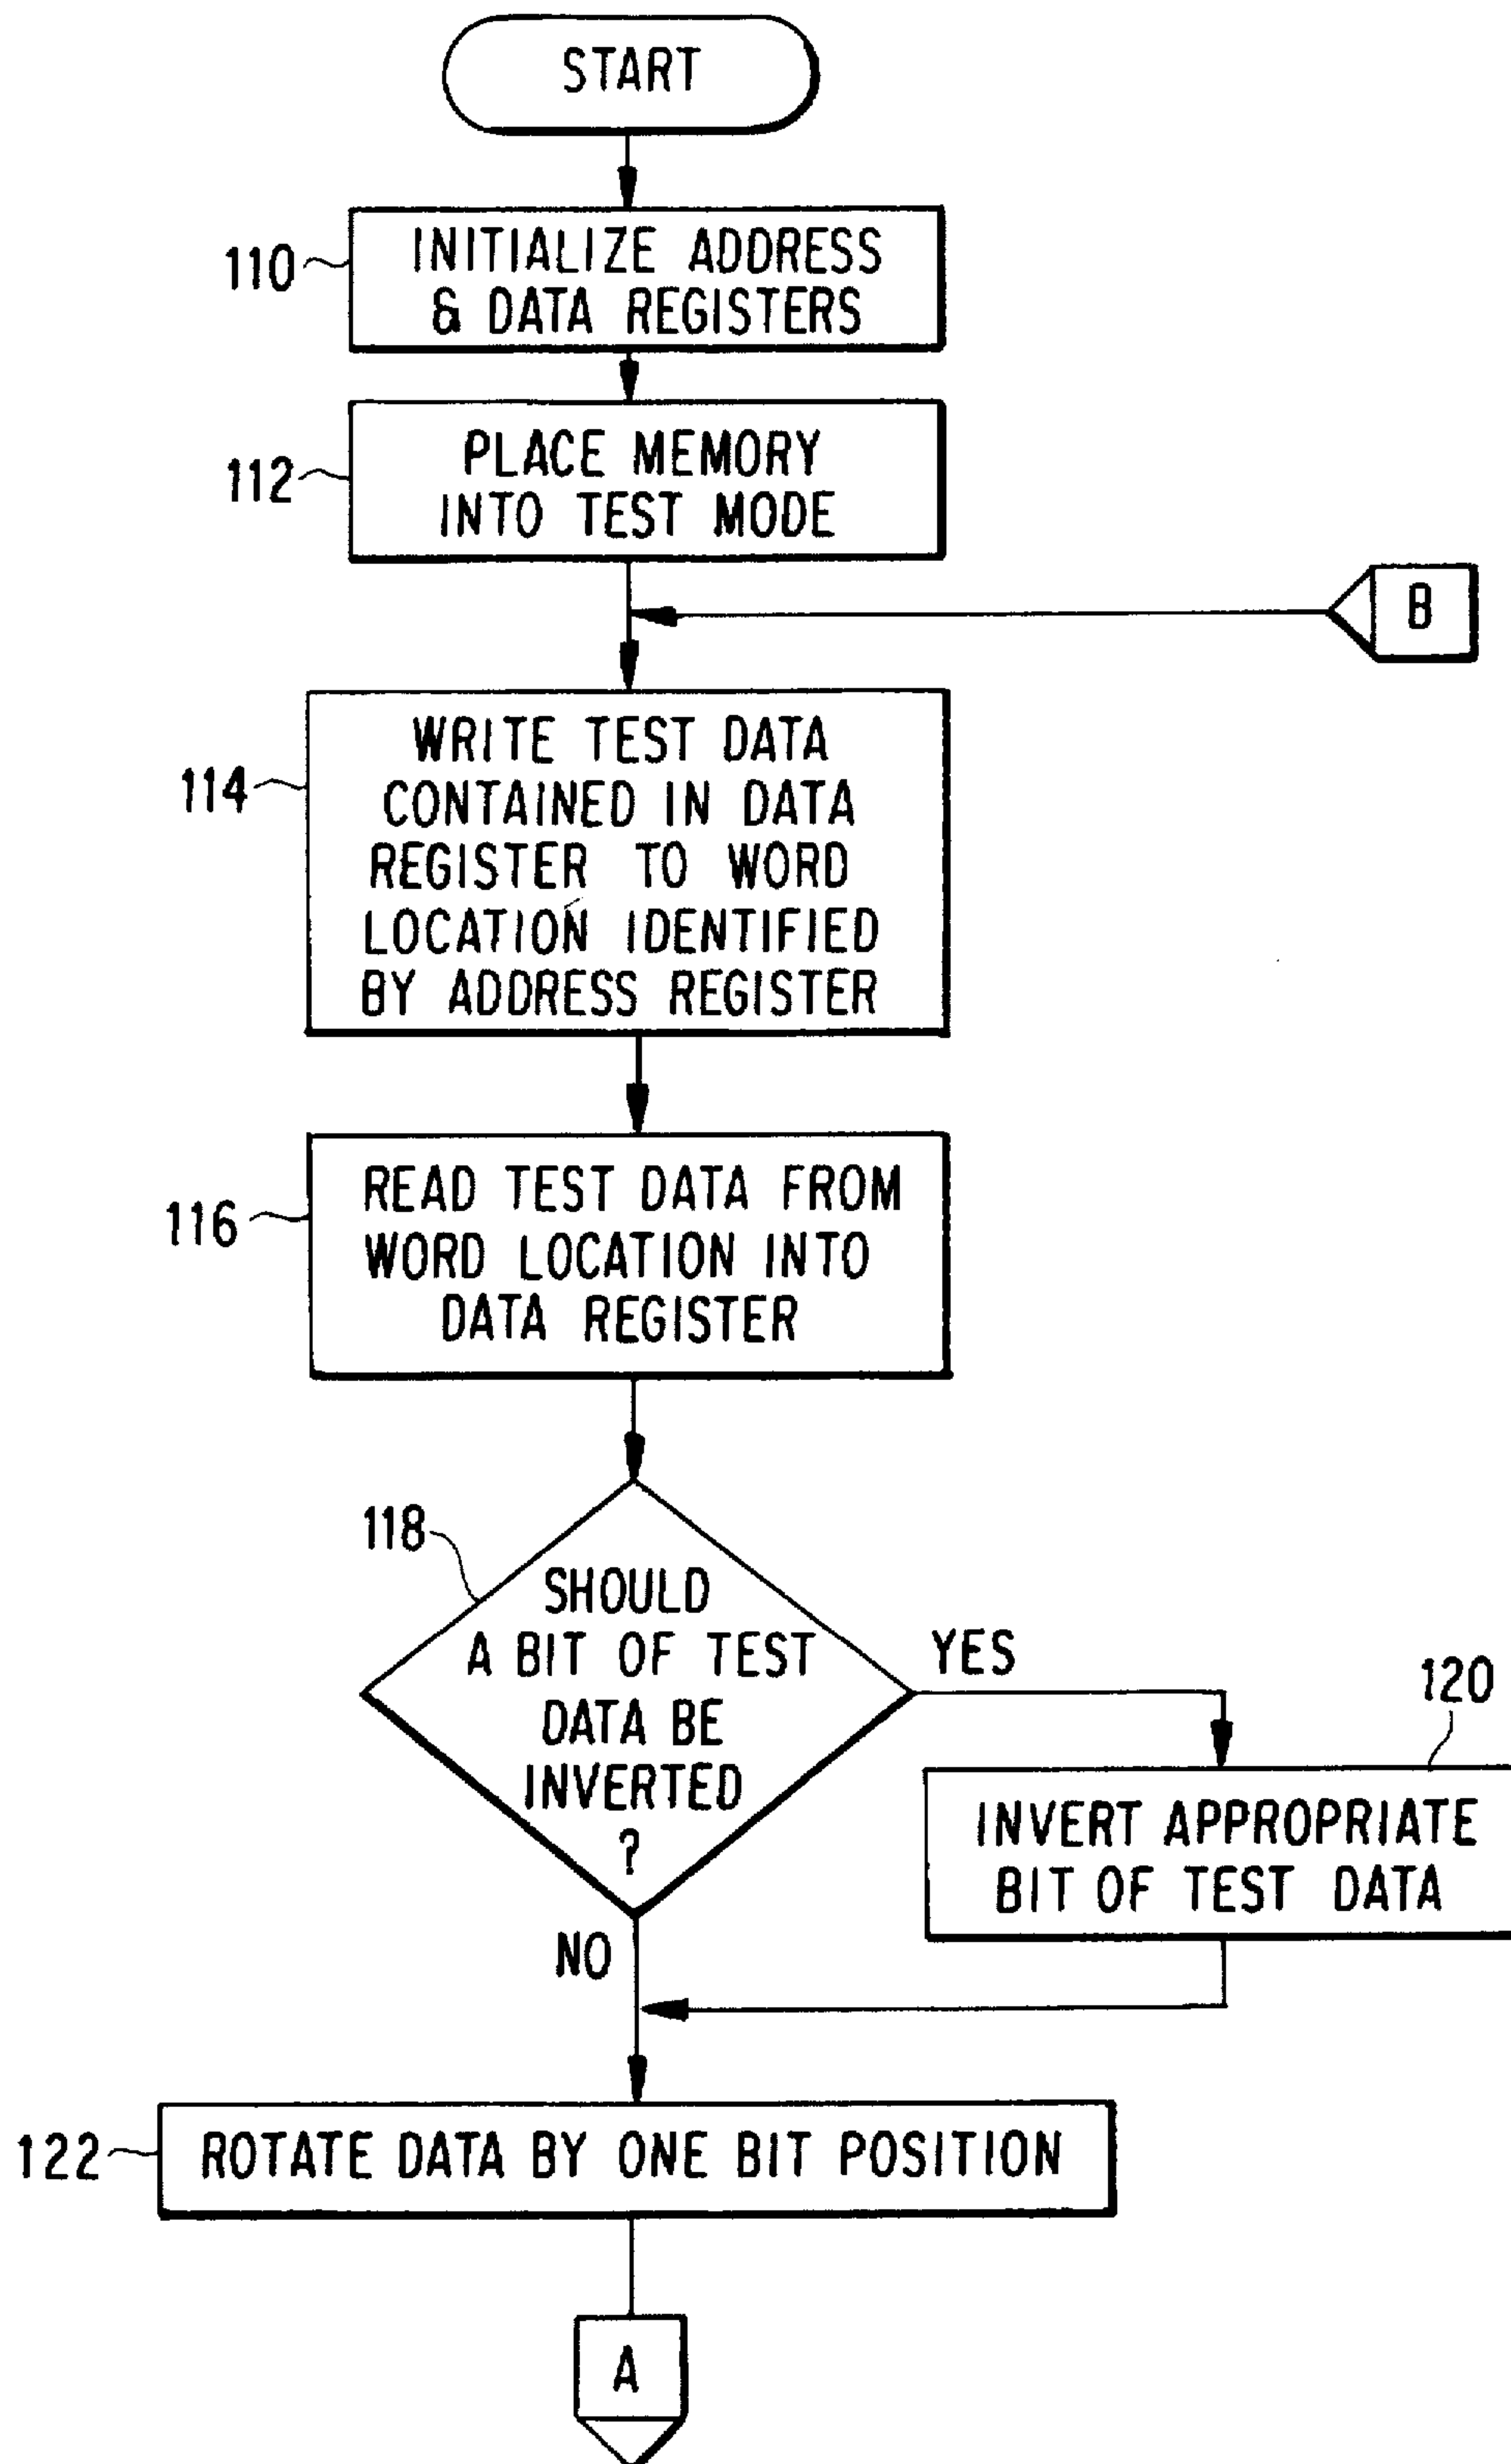 START
110
INITIALIZE ADDRESS
& DATA REGISTERS
112
PLACE MEMORY
INTO TEST MODE
B
114
WRITE TEST DATA
CONTAINED IN DATA
REGISTER TO WORD
LOCATION IDENTIFIED
BY ADDRESS REGISTER
116
READ TEST DATA FROM
WORD LOCATION INTO
DATA REGISTER
118
SHOULD
A BIT OF TEST
DATA BE
INVERTED
?
YES
120
INVERT APPROPRIATE
BIT OF TEST DATA
NO
122
ROTATE DATA BY ONE BIT POSITION
A